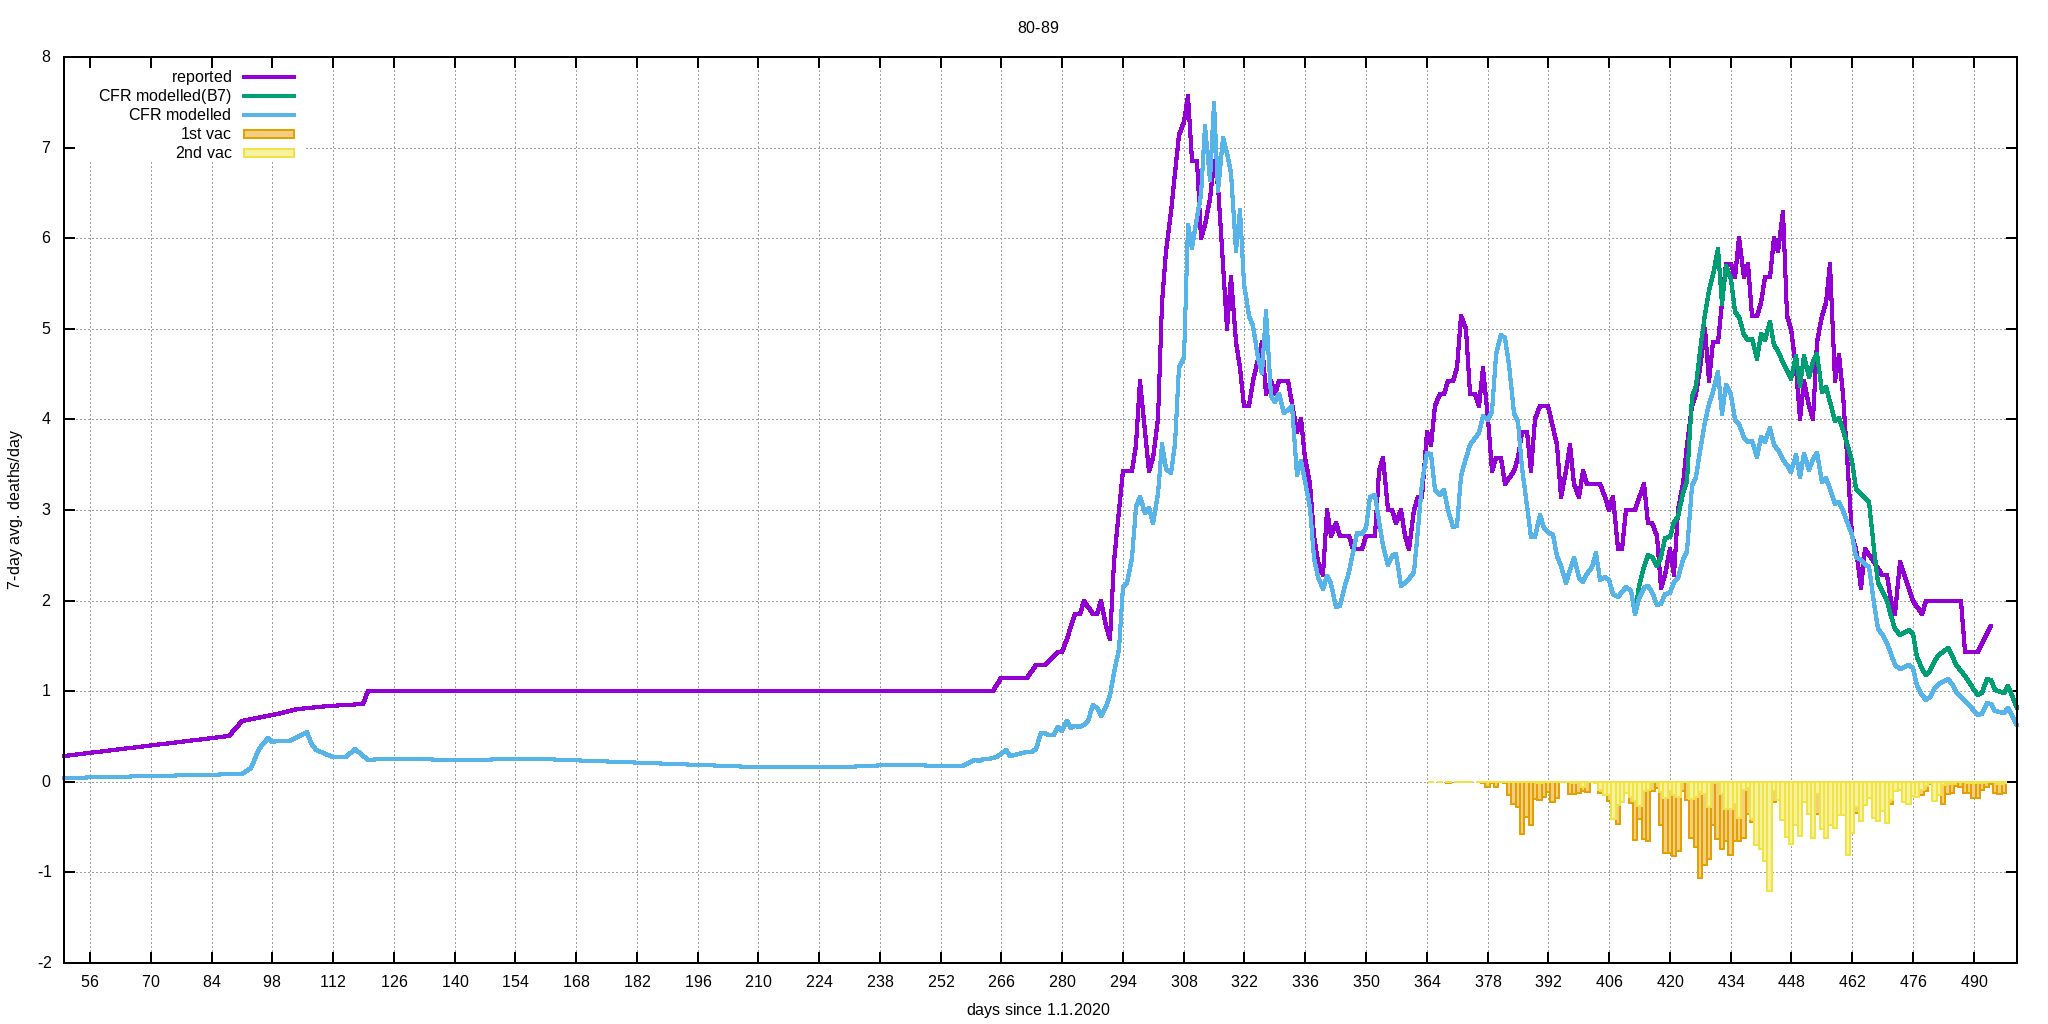 80-89
reported
CFR modelled(B7)
CFR modelled
1st vac
2nd vac
8
7
6
5
4
3
2
1
0
-1
-2
7-day avg. deaths/day
56 70 84 98 112 126 140 154 168 182 196 210 224 238 252 266 280 294 308 322 336 350 364 378 392 406 420 434 448 462 476 490
days since 1.1.2020